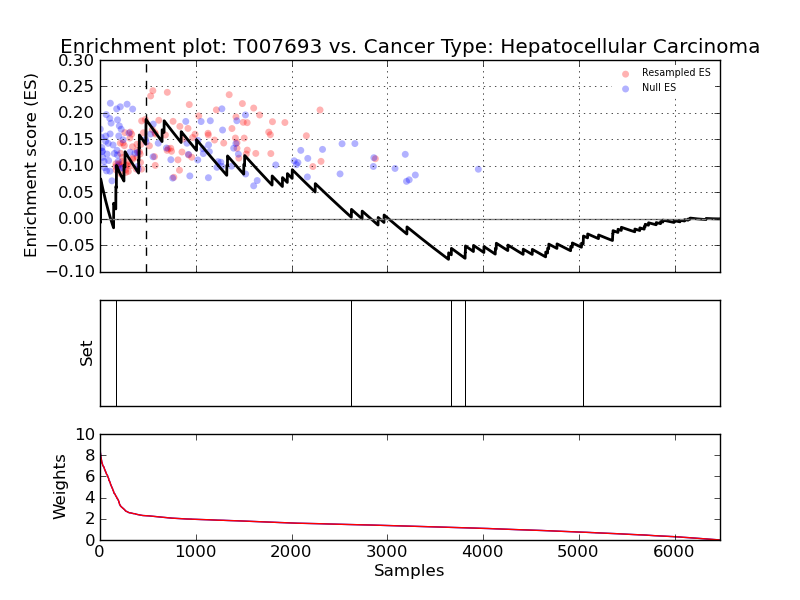 Enrichment plot: T007693 vs. Cancer Type: Hepatocellular Carcinoma
Enrichment score (ES)
0.30
0.25
0.20
0.15
0.10
0.05
0.00
−0.05
−0.10
Resampled ES
Null ES
Set
Weights
10
8
6
4
2
0
0 1000 2000 3000 4000 5000 6000
Samples